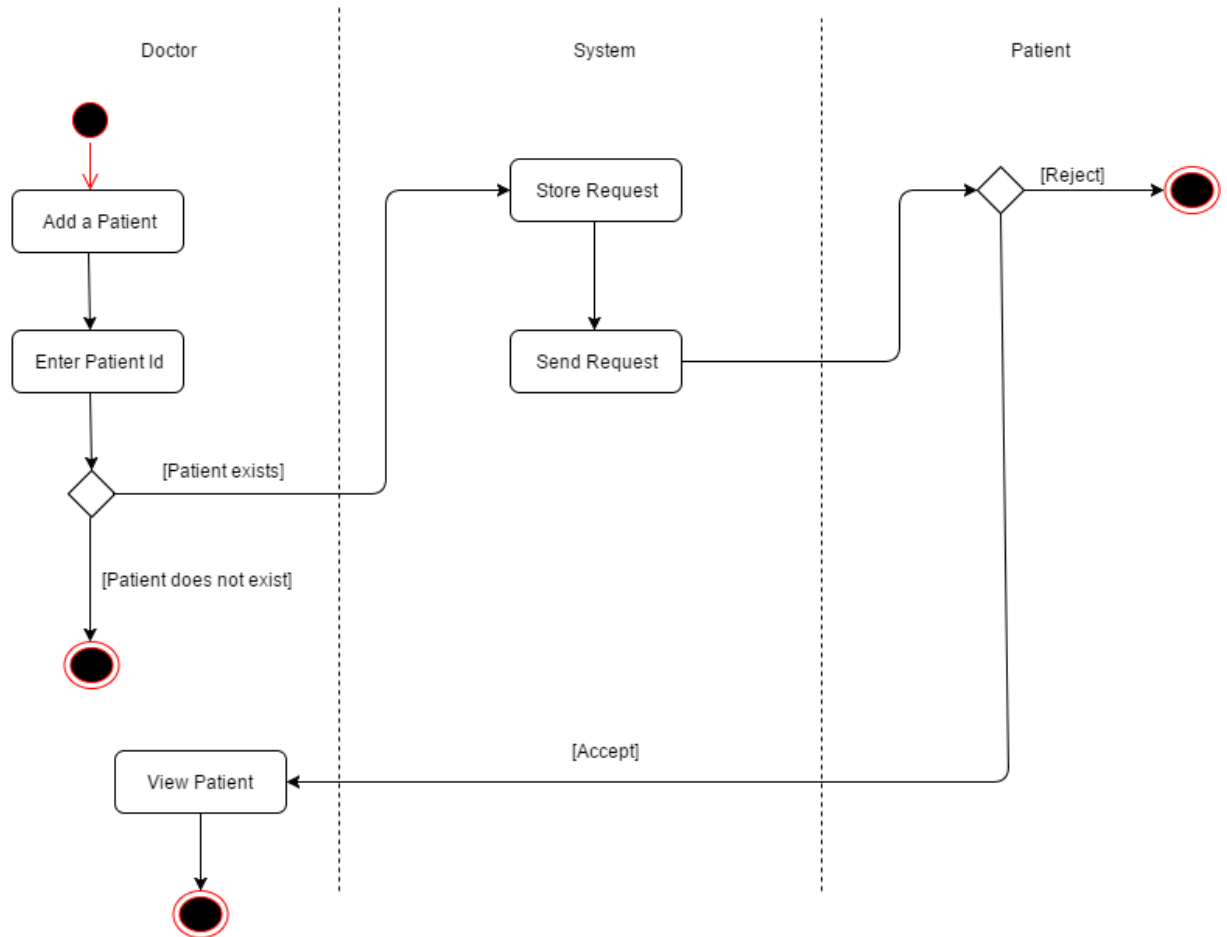 Doctor
System
Patient
Add a Patient
Store Request
[Reject]
Enter Patient Id
Send Request
[Patient exists]
[Patient does not exist]
[Accept]
View Patient